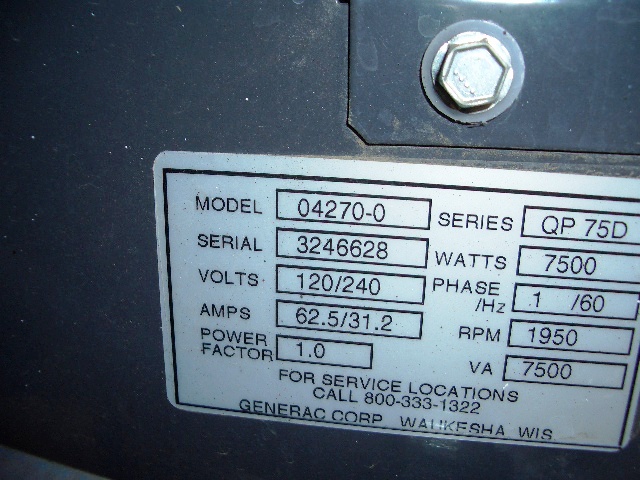 MODEL 04270-0 SERIES QP 75D
SERIAL 3246628 WATTS 7500
VOLTS 120/240 PHASE /Hz 1 /60
AMPS 62.5/31.2 RPM 1950
POWER FACTOR 1.0 VA 7500
FOR SERVICE LOCATIONS
CALL 800-333-1322
GENERAC CORP. WAUKESHA, WIS.